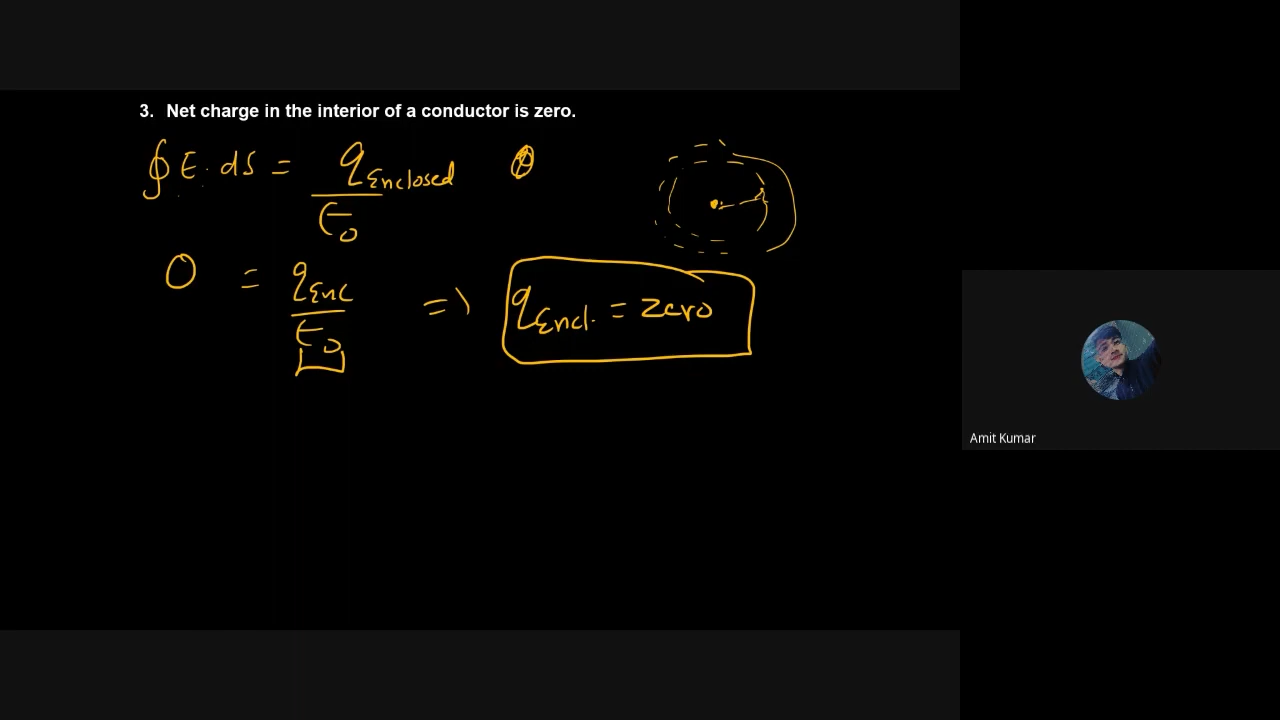 3. Net charge in the interior of a conductor is zero.
∮ E. ds = qEnclosed / ε0
0 = qEnc / ε0 => qEncl. = zero
Amit Kumar